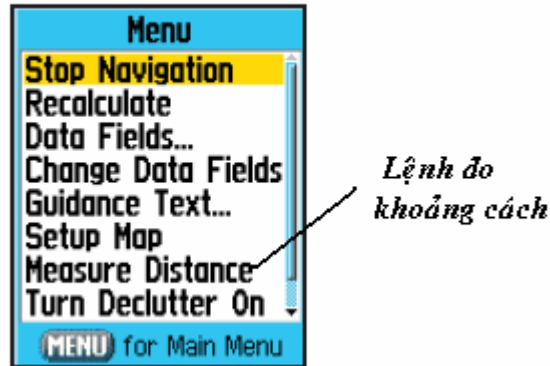 Menu
Stop Navigation
Recalculate
Data Fields...
Change Data Fields
Guidance Text...
Setup Map
Measure Distance
Turn Declutter On
MENU for Main Menu
Lệnh đo
khoảng cách